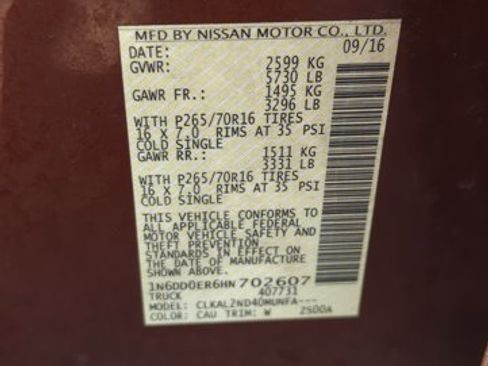 MFD BY NISSAN MOTOR CO., LTD.
DATE: 09/16
GVWR: 2599 KG
5730 LB
GAWR FR.: 1495 KG
3296 LB
WITH P265/70R16 TIRES
16 X 7.0 RIMS AT 35 PSI
COLD SINGLE
GAWR RR.: 1511 KG
3331 LB
WITH P265/70R16 TIRES
16 X 7.0 RIMS AT 35 PSI
COLD SINGLE
THIS VEHICLE CONFORMS TO
ALL APPLICABLE FEDERAL
MOTOR VEHICLE SAFETY AND
THEFT PREVENTION
STANDARDS IN EFFECT ON
THE DATE OF MANUFACTURE
SHOWN ABOVE.
1N6DD0ER6HN702607
TRUCK 407731
MODEL: CLKAL2ND40MUNFA---
COLOR: CAU TRIM: W 2S00A